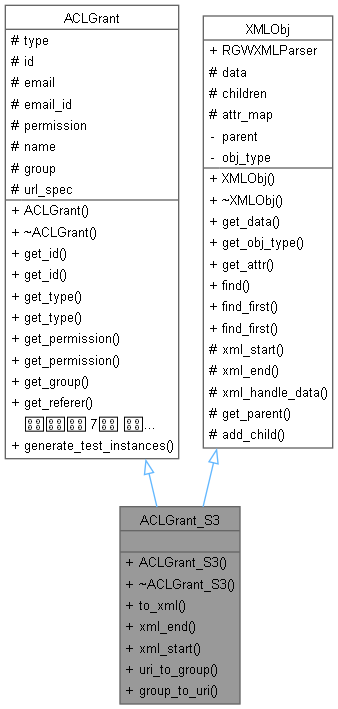 ACLGrant
# type
# id
# email
# email_id
# permission
# name
# group
# url_spec
+ ACLGrant()
+ ~ACLGrant()
+ get_id()
+ get_id()
+ get_type()
+ get_type()
+ get_permission()
+ get_permission()
+ get_group()
+ get_referer()
7 ...
+ generate_test_instances()
XMLObj
+ RGWXMLParser
# data
# children
# attr_map
- parent
- obj_type
+ XMLObj()
+ ~XMLObj()
+ get_data()
+ get_obj_type()
+ get_attr()
+ find()
+ find_first()
+ find_first()
# xml_start()
# xml_end()
# xml_handle_data()
# get_parent()
# add_child()
ACLGrant_S3
+ ACLGrant_S3()
+ ~ACLGrant_S3()
+ to_xml()
+ xml_end()
+ xml_start()
+ uri_to_group()
+ group_to_uri()